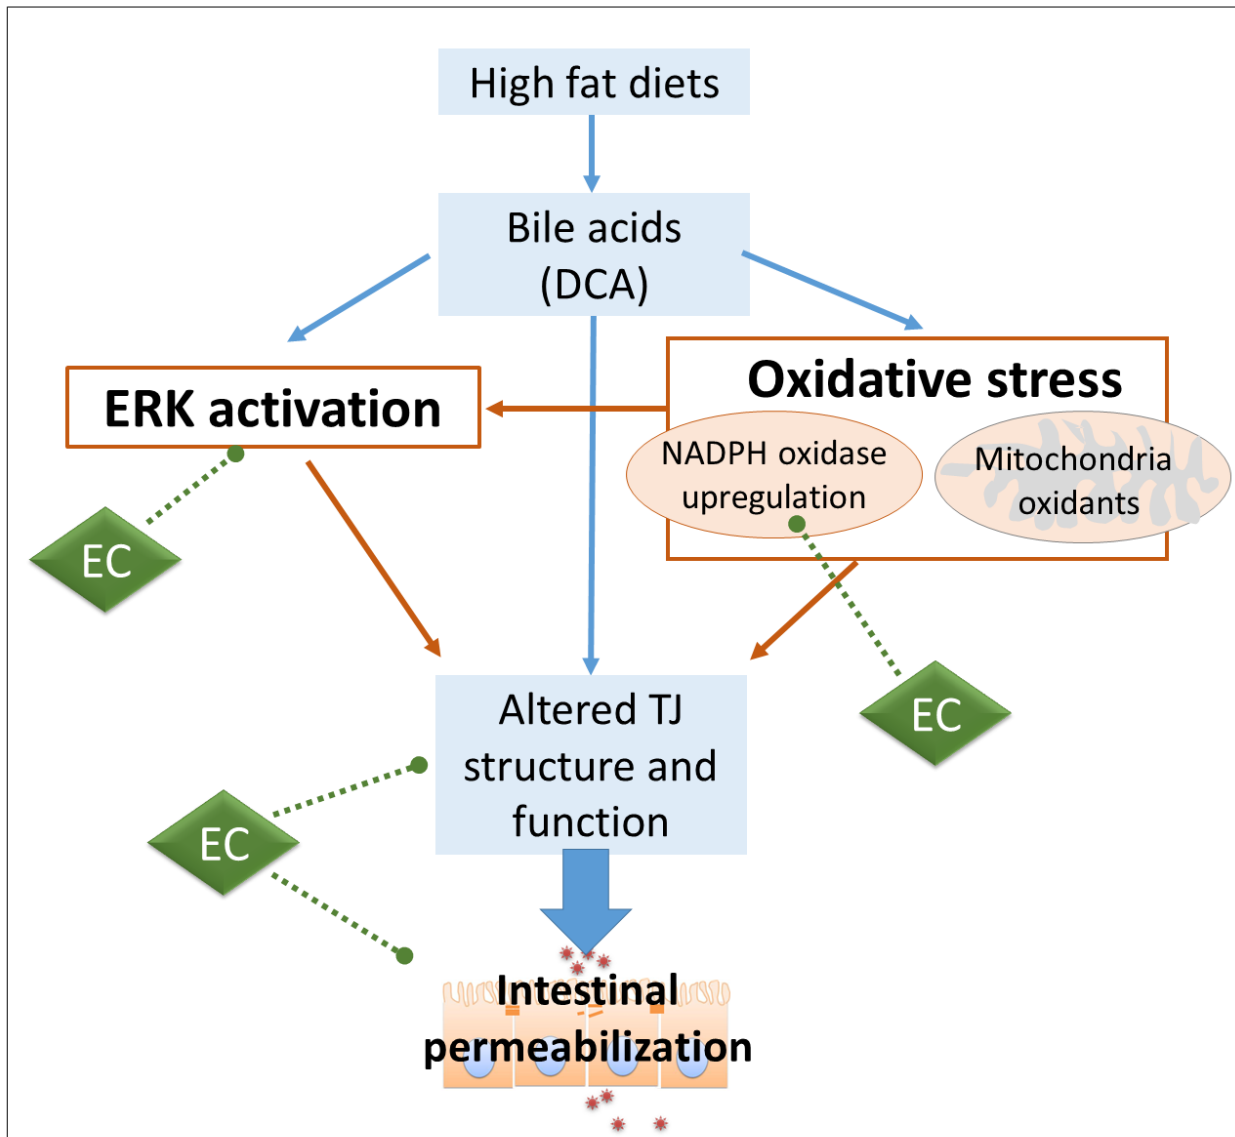 High fat diets
Bile acids
(DCA)
Oxidative stress
ERK activation
NADPH oxidase
upregulation
Mitochondria
oxidants
EC
EC
Altered TJ
structure and
function
EC
Intestinal
permeabilization